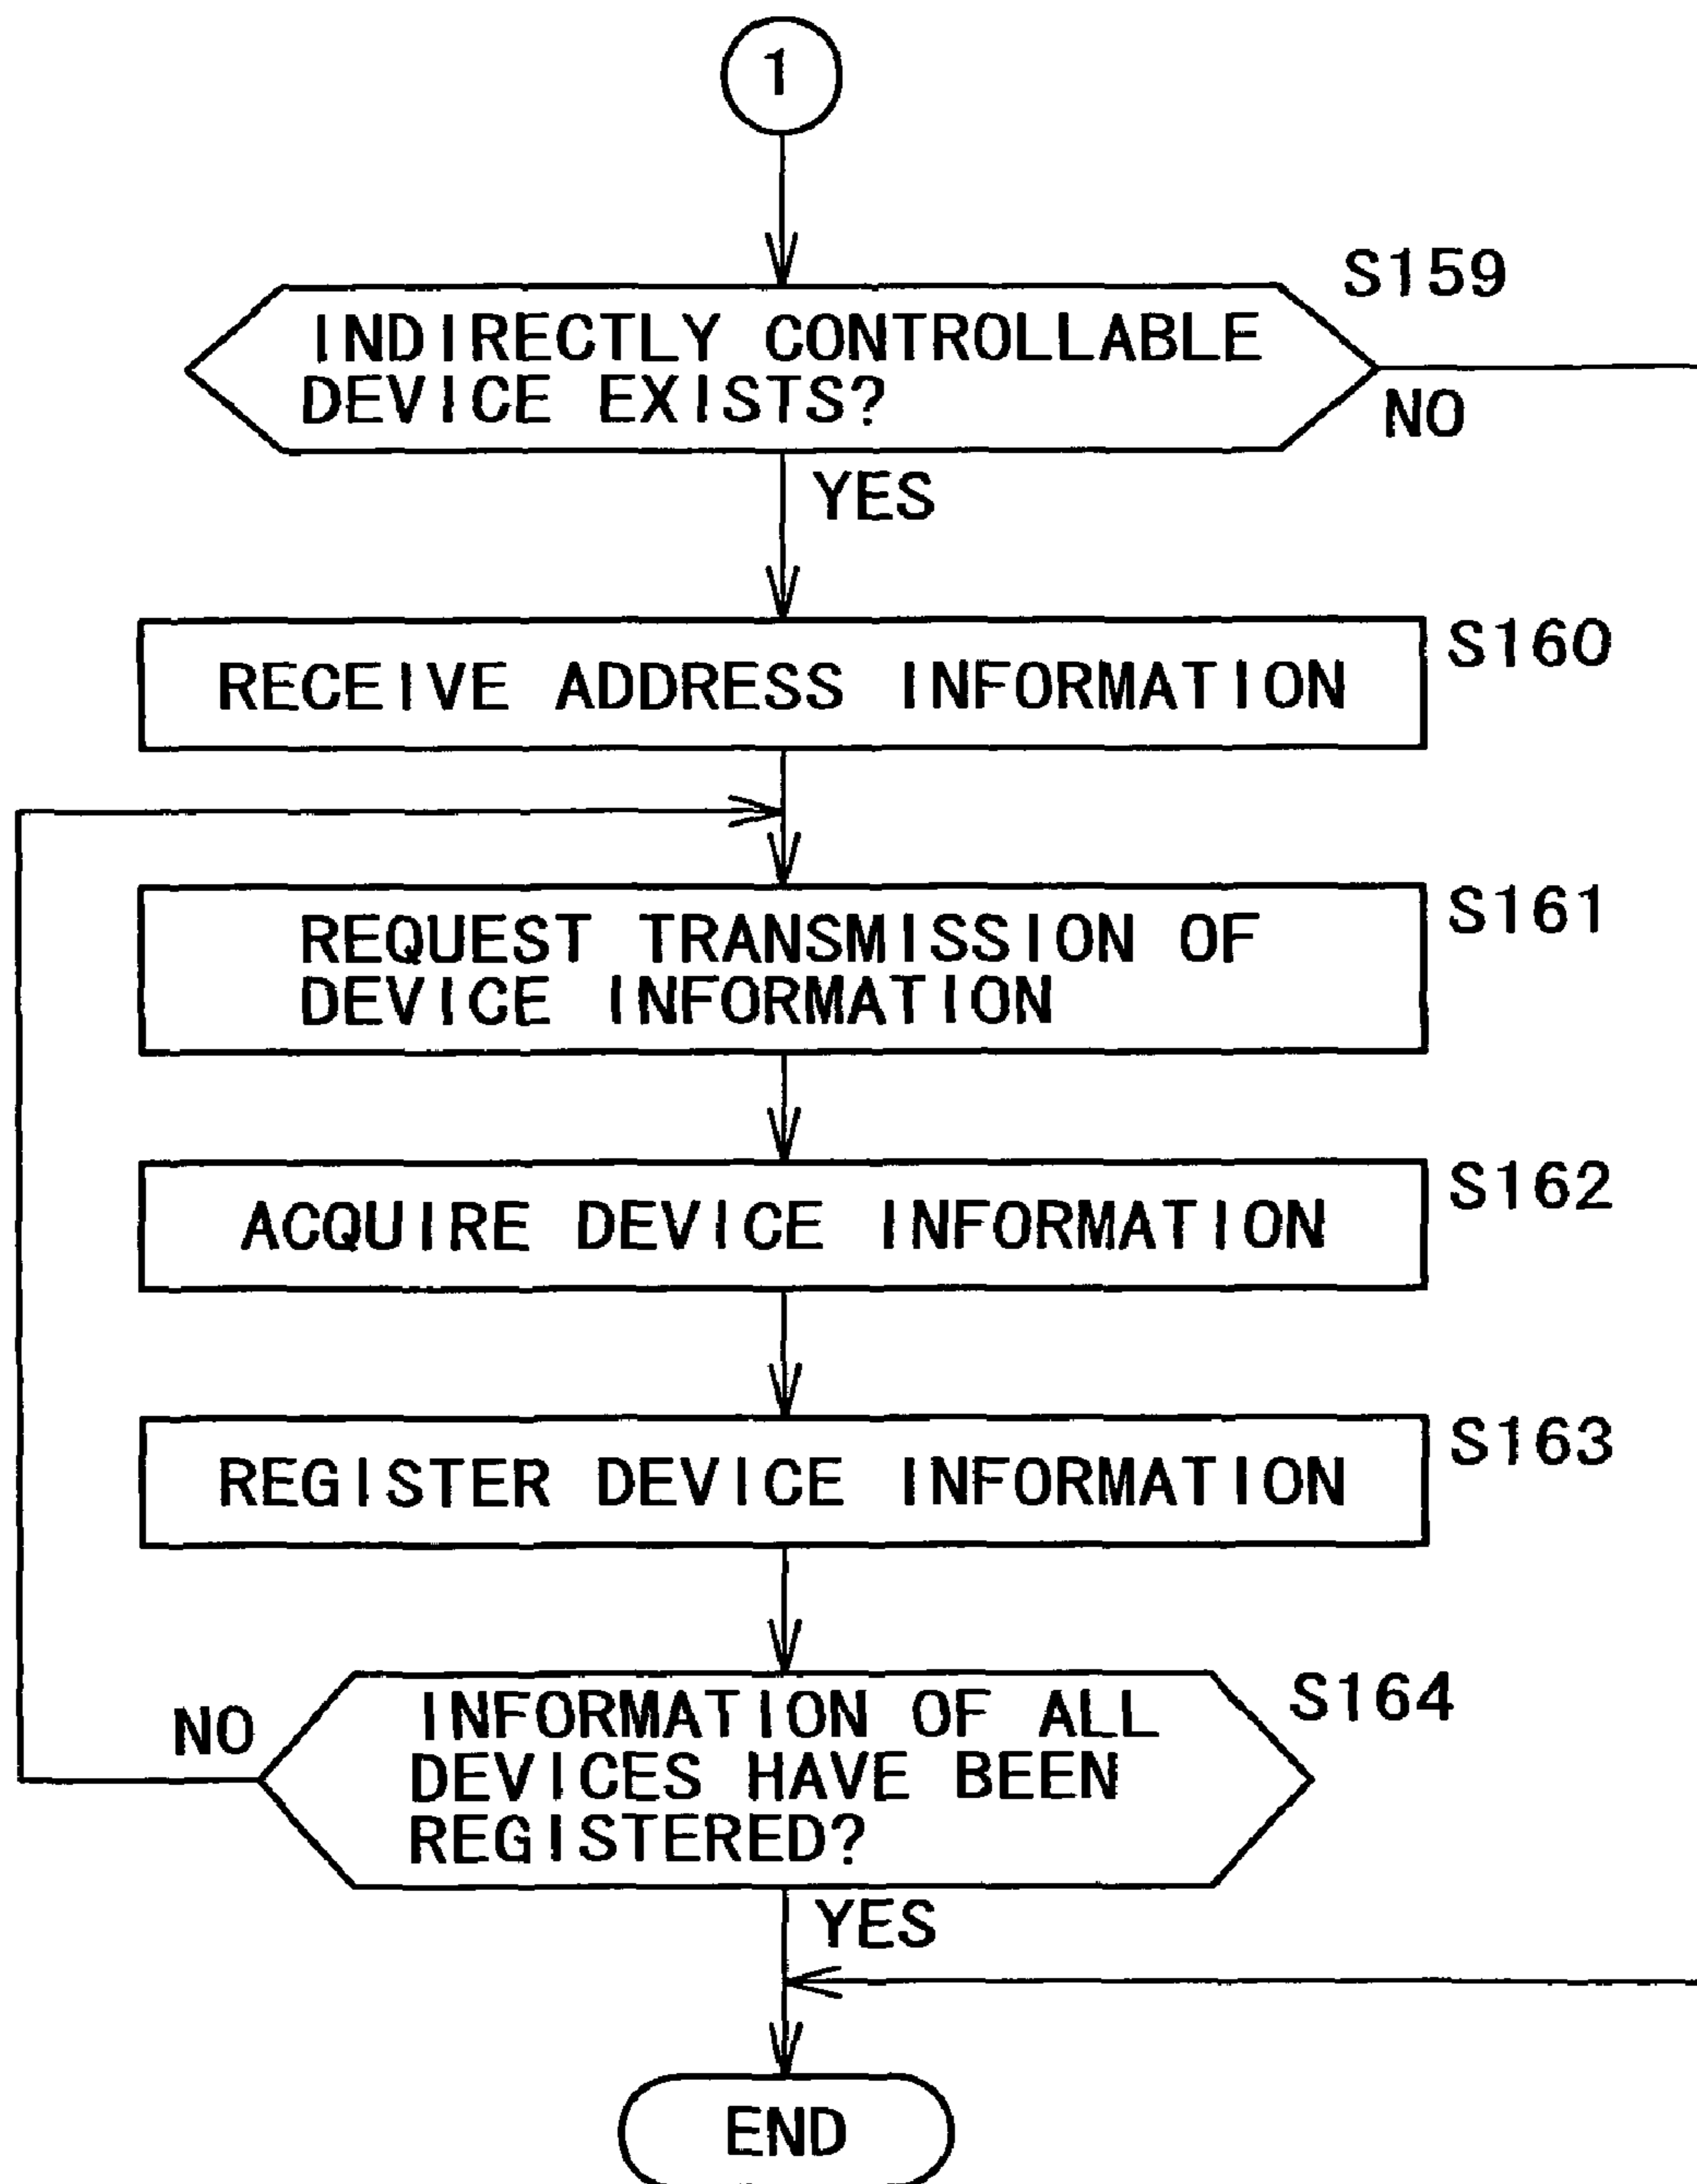 1
S159
INDIRECTLY CONTROLLABLE
DEVICE EXISTS?
NO
YES
S160
RECEIVE ADDRESS INFORMATION
S161
REQUEST TRANSMISSION OF
DEVICE INFORMATION
S162
ACQUIRE DEVICE INFORMATION
S163
REGISTER DEVICE INFORMATION
S164
NO
INFORMATION OF ALL
DEVICES HAVE BEEN
REGISTERED?
YES
END